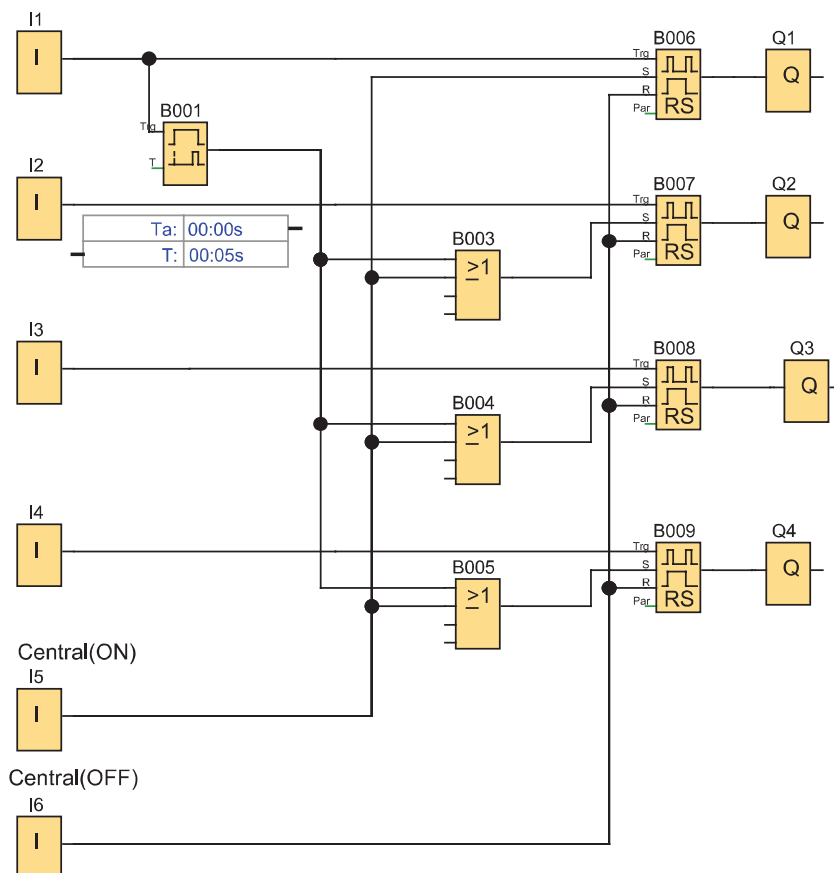 I1
I
B001
Trg
T
B006
Trg
S
R
Par
RS
Q1
Q
I2
I
Ta: 00:00s
T: 00:05s
B003
≥1
B007
Trg
S
R
Par
RS
Q2
Q
I3
I
B004
≥1
B008
Trg
S
R
Par
RS
Q3
Q
I4
I
B005
≥1
B009
Trg
S
R
Par
RS
Q4
Q
Central(ON)
I5
I
Central(OFF)
I6
I